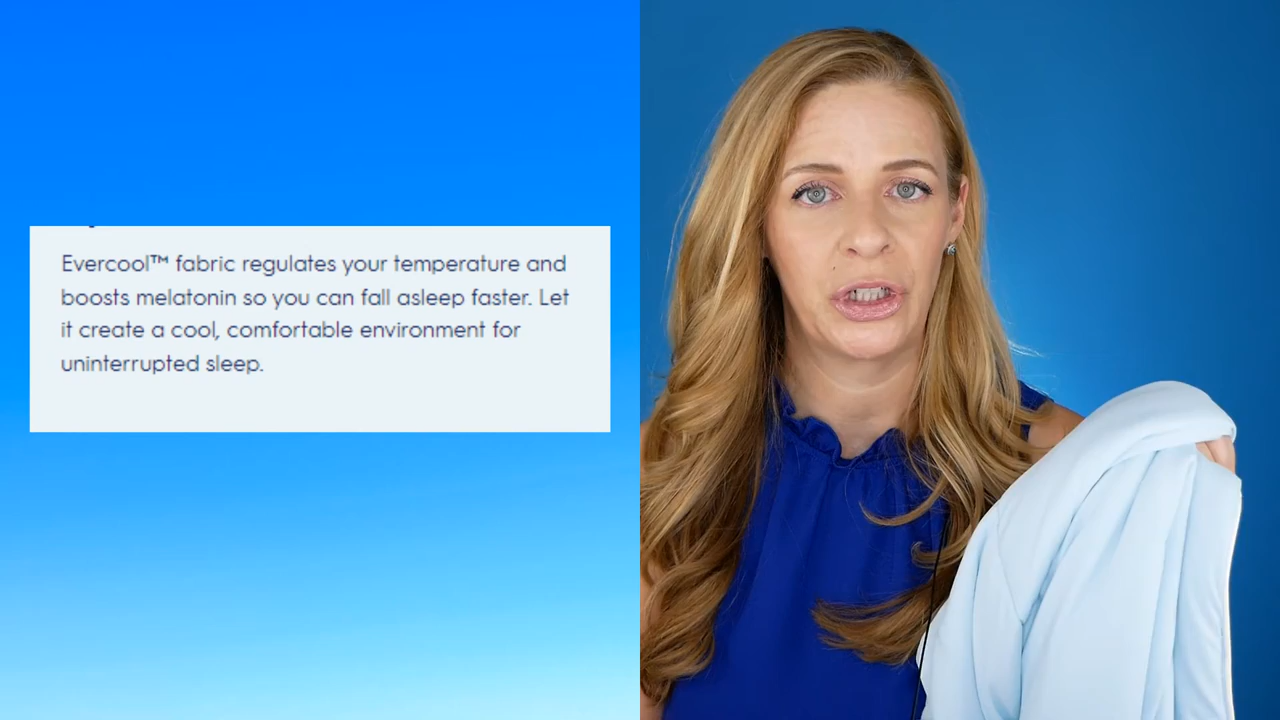 Evercool™ fabric regulates your temperature and
boosts melatonin so you can fall asleep faster. Let
it create a cool, comfortable environment for
uninterrupted sleep.